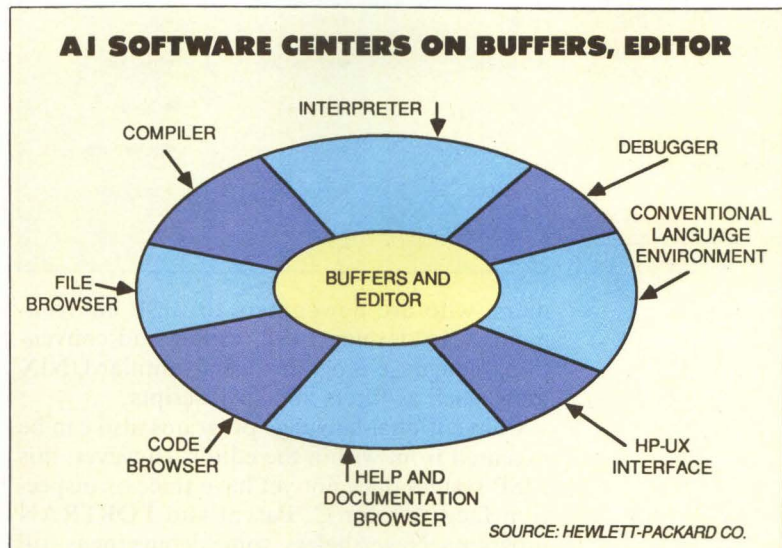 AI SOFTWARE CENTERS ON BUFFERS, EDITOR
INTERPRETER
COMPILER
DEBUGGER
CONVENTIONAL
LANGUAGE
ENVIRONMENT
BUFFERS AND
EDITOR
FILE
BROWSER
CODE
BROWSER
HP-UX
INTERFACE
HELP AND
DOCUMENTATION
BROWSER
SOURCE: HEWLETT-PACKARD CO.